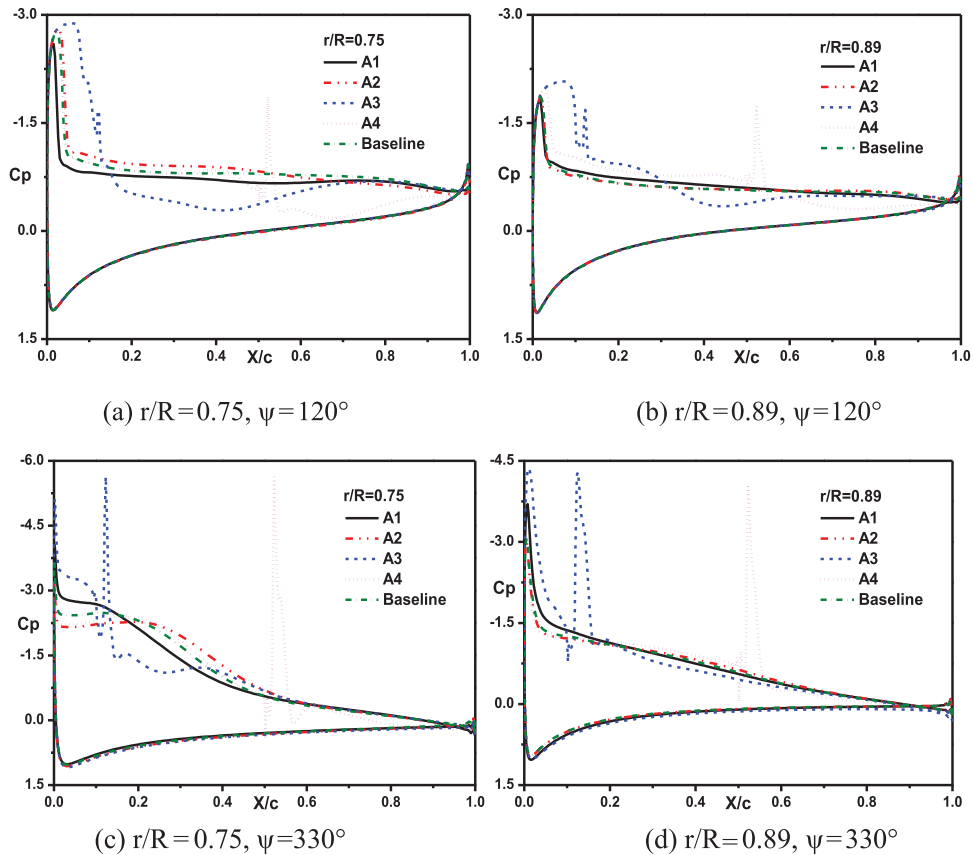 -3.0
-1.5
Cp
0.0
1.5
0.0 0.2 0.4 0.6 0.8 1.0
X/c
r/R=0.75
A1
A2
A3
A4
Baseline
(a) r/R=0.75, ψ=120°
-3.0
-1.5
Cp
0.0
1.5
0.0 0.2 0.4 0.6 0.8 1.0
X/c
r/R=0.89
A1
A2
A3
A4
Baseline
(b) r/R=0.89, ψ=120°
-6.0
-4.5
-3.0
Cp
-1.5
0.0
1.5
0.0 0.2 0.4 0.6 0.8 1.0
X/c
r/R=0.75
A1
A2
A3
A4
Baseline
(c) r/R=0.75, ψ=330°
-4.5
-3.0
Cp
-1.5
0.0
1.5
0.0 0.2 0.4 0.6 0.8 1.0
X/c
r/R=0.89
A1
A2
A3
A4
Baseline
(d) r/R=0.89, ψ=330°